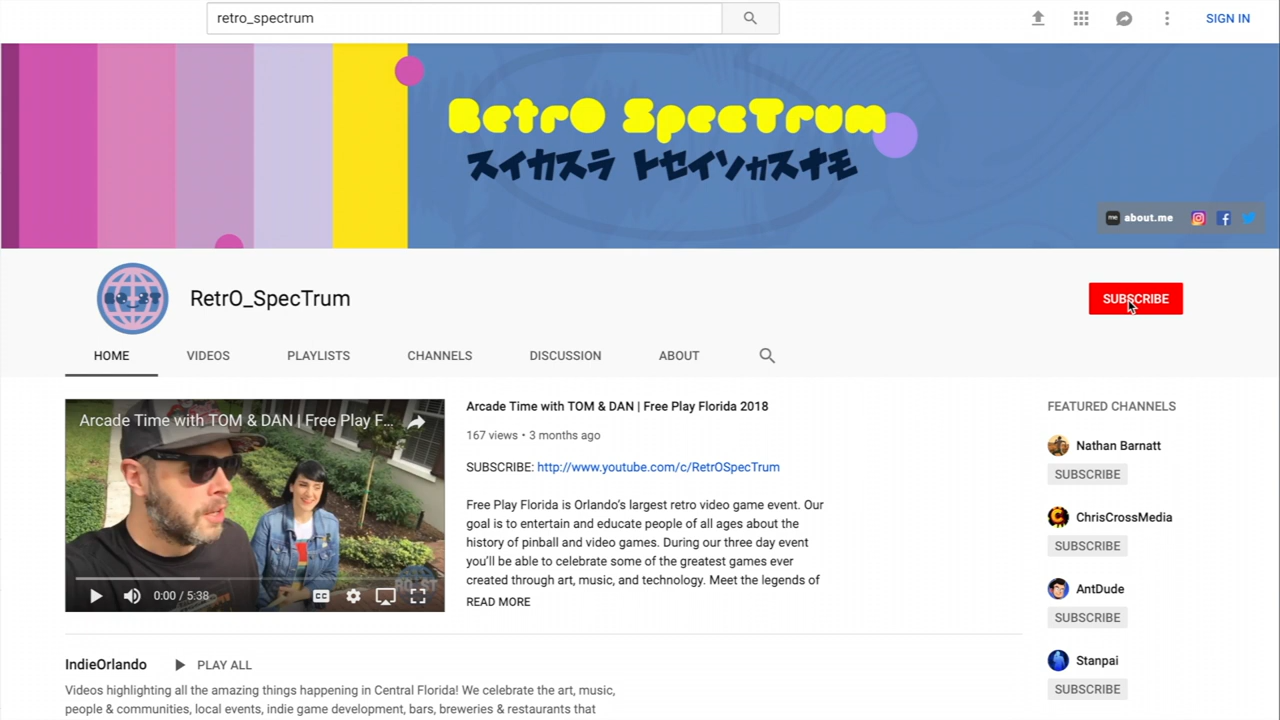 retro_spectrum
SIGN IN
RetrO SpecTrum
スイカスラ トセイソカスナモ
me about.me
RetrO_SpecTrum
SUBSCRIBE
HOME VIDEOS PLAYLISTS CHANNELS DISCUSSION ABOUT
Arcade Time with TOM & DAN | Free Play F...
0:00 / 5:38
CC
Arcade Time with TOM & DAN | Free Play Florida 2018
167 views • 3 months ago
SUBSCRIBE: http://www.youtube.com/c/RetrOSpecTrum
Free Play Florida is Orlando's largest retro video game event. Our
goal is to entertain and educate people of all ages about the
history of pinball and video games. During our three day event
you'll be able to celebrate some of the greatest games ever
created through art, music, and technology. Meet the legends of
READ MORE
FEATURED CHANNELS
Nathan Barnatt
SUBSCRIBE
ChrisCrossMedia
SUBSCRIBE
AntDude
SUBSCRIBE
Stanpai
SUBSCRIBE
IndieOrlando PLAY ALL
Videos highlighting all the amazing things happening in Central Florida! We celebrate the art, music,
people & communities, local events, indie game development, bars, breweries & restaurants that